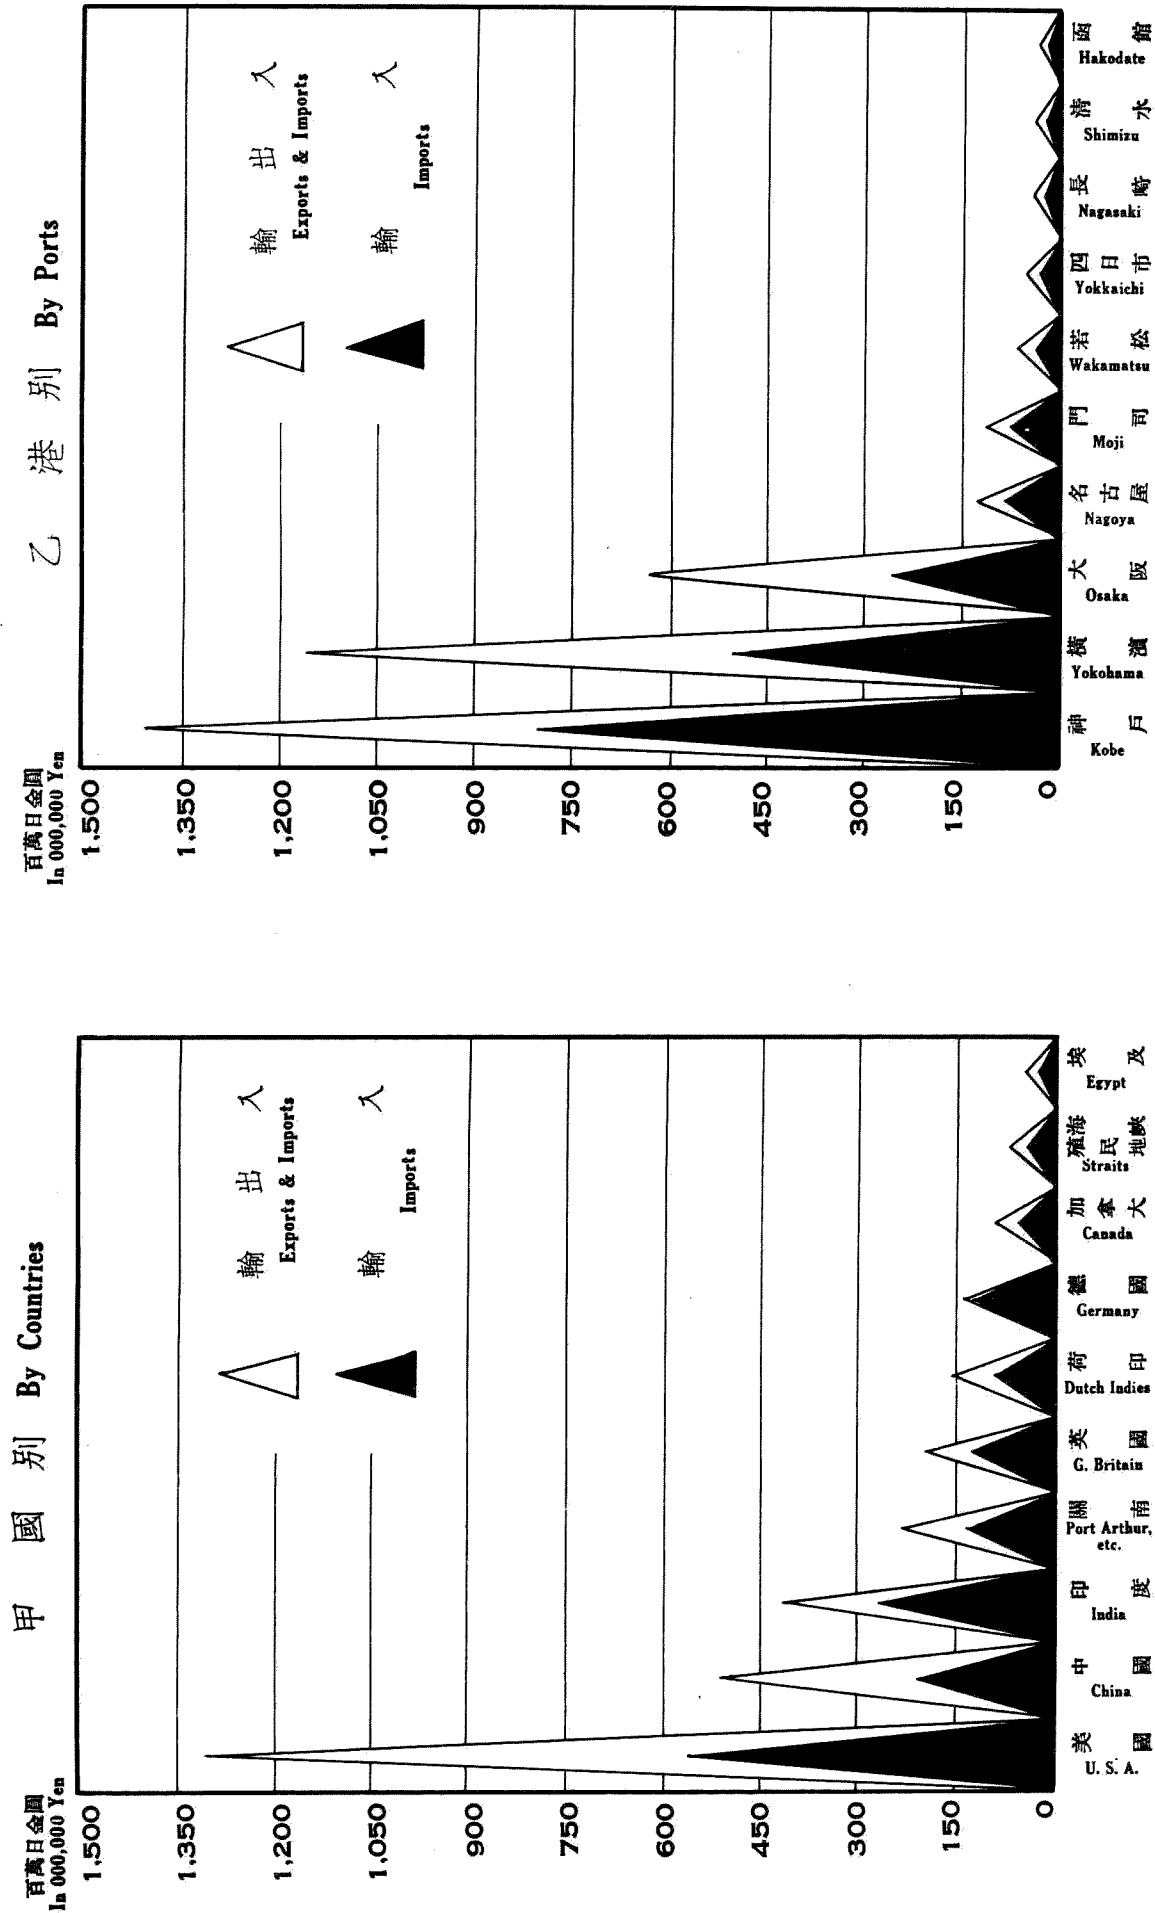 甲 國 別 By Countries
百萬日金圓
In 000,000 Yen
1,500
1,350
1,200
1,050
900
750
600
450
300
150
0
輸 出 入
Exports & Imports
輸 入
Imports
美 國
U. S. A.
中 國
China
印 度
India
關 南
Port Arthur,
etc.
英 國
G. Britain
荷 印
Dutch Indies
德 國
Germany
加 拿 大
Canada
海峽
殖民地
Straits
埃 及
Egypt
乙 港 別 By Ports
百萬日金圓
In 000,000 Yen
1,500
1,350
1,200
1,050
900
750
600
450
300
150
0
輸 出 入
Exports & Imports
輸 入
Imports
神 戸
Kobe
橫 濱
Yokohama
大 阪
Osaka
名 古 屋
Nagoya
門 司
Moji
若 松
Wakamatsu
四 日 市
Yokkaichi
長 崎
Nagasaki
清 水
Shimizu
函 館
Hakodate